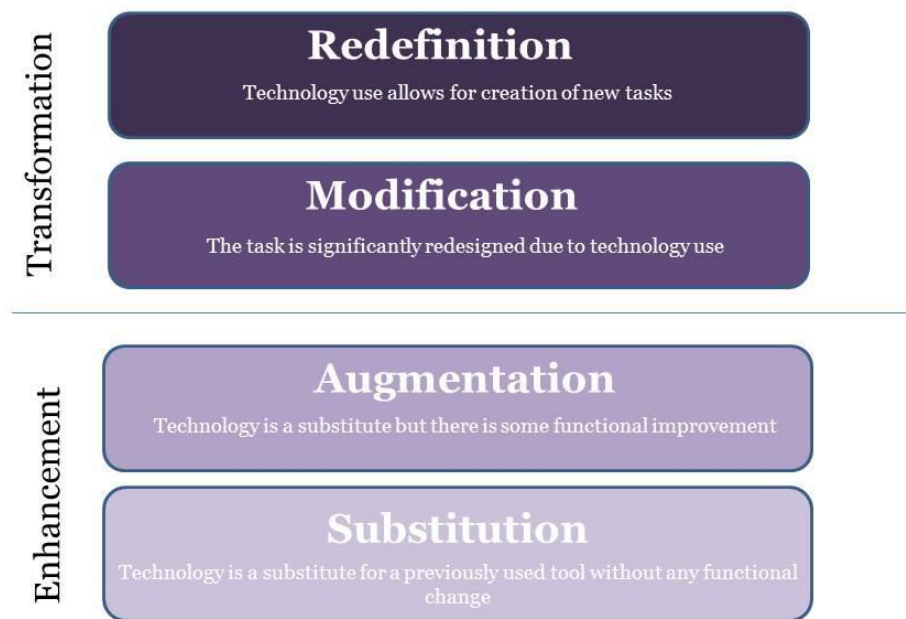 Transformation
Redefinition
Technology use allows for creation of new tasks
Modification
The task is significantly redesigned due to technology use
Enhancement
Augmentation
Technology is a substitute but there is some functional improvement
Substitution
Technology is a substitute for a previously used tool without any functional
change